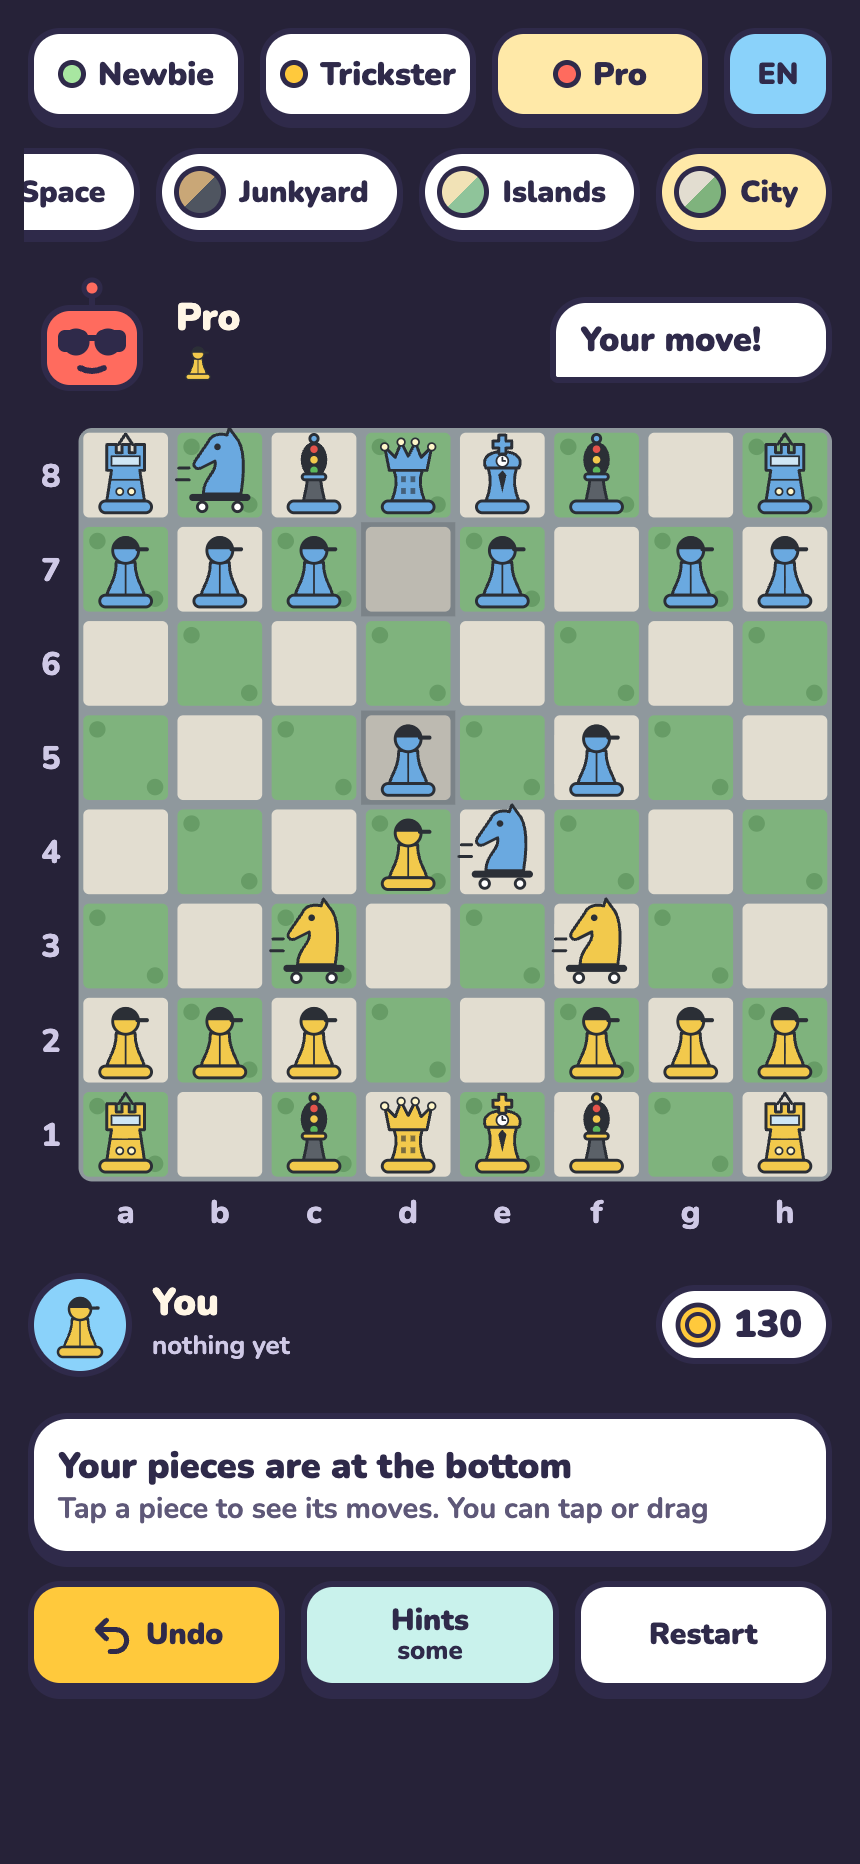 Newbie
Trickster
Pro
EN
Space
Junkyard
Islands
City
Pro
Your move!
8
7
6
5
4
3
2
1
a b c d e f g h
You
nothing yet
130
Your pieces are at the bottom
Tap a piece to see its moves. You can tap or drag
Undo
Hints
some
Restart